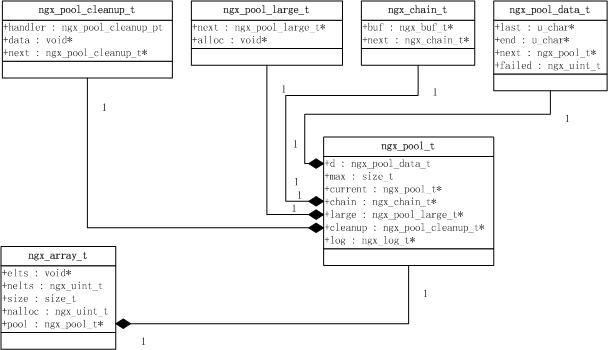 ngx_pool_cleanup_t
+handler : ngx_pool_cleanup_pt
+data : void*
+next : ngx_pool_cleanup_t*
ngx_pool_large_t
+next : ngx_pool_large_t*
+alloc : void*
ngx_chain_t
+buf : ngx_buf_t*
+next : ngx_chain_t*
ngx_pool_data_t
+last : u_char*
+end : u_char*
+next : ngx_pool_t*
+failed : ngx_uint_t
1
1
1
1
1
1
1
1
ngx_pool_t
+d : ngx_pool_data_t
+max : size_t
+current : ngx_pool_t*
+chain : ngx_chain_t*
+large : ngx_pool_large_t*
+cleanup : ngx_pool_cleanup_t*
+log : ngx_log_t*
ngx_array_t
+elts : void*
+nelts : ngx_uint_t
+size : size_t
+nalloc : ngx_uint_t
+pool : ngx_pool_t*
1
1